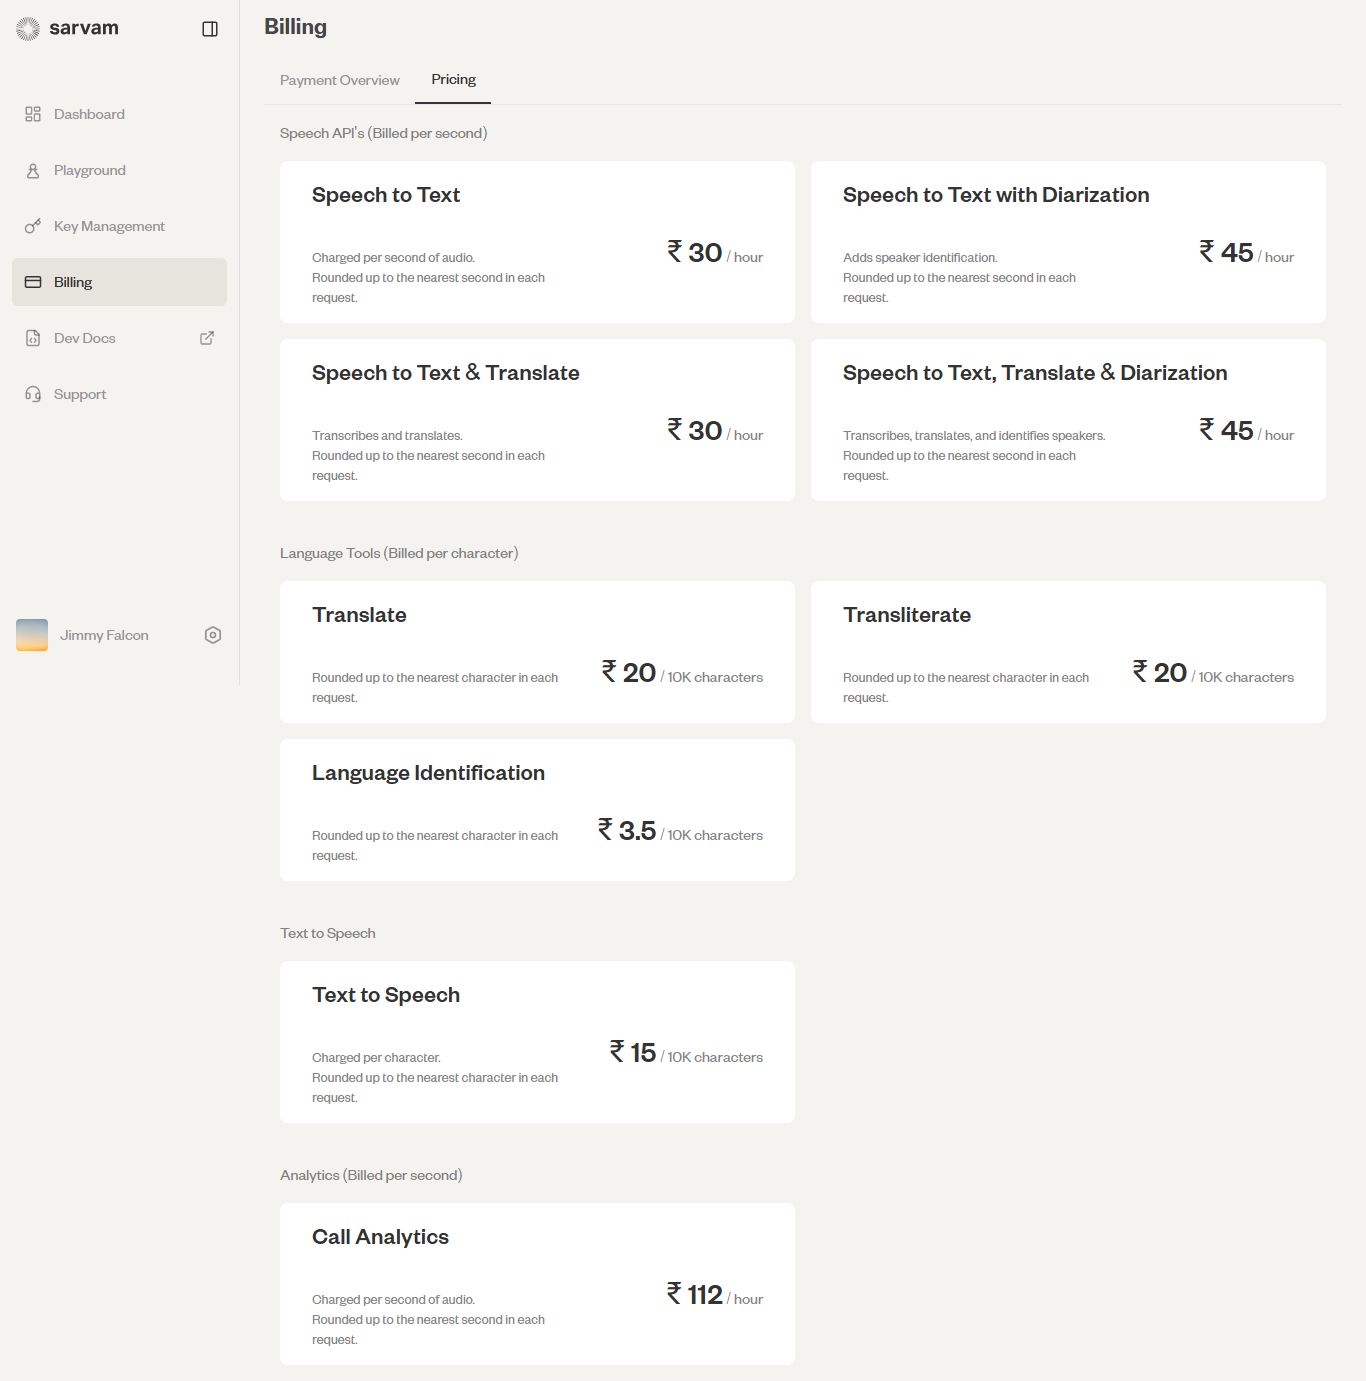 sarvam
Dashboard
Playground
Key Management
Billing
Dev Docs
Support
Jimmy Falcon
Billing
Payment Overview
Pricing
Speech API's (Billed per second)
Speech to Text
Charged per second of audio.
Rounded up to the nearest second in each
request.
₹ 30 / hour
Speech to Text with Diarization
Adds speaker identification.
Rounded up to the nearest second in each
request.
₹ 45 / hour
Speech to Text & Translate
Transcribes and translates.
Rounded up to the nearest second in each
request.
₹ 30 / hour
Speech to Text, Translate & Diarization
Transcribes, translates, and identifies speakers.
Rounded up to the nearest second in each
request.
₹ 45 / hour
Language Tools (Billed per character)
Translate
Rounded up to the nearest character in each
request.
₹ 20 / 10K characters
Transliterate
Rounded up to the nearest character in each
request.
₹ 20 / 10K characters
Language Identification
Rounded up to the nearest character in each
request.
₹ 3.5 / 10K characters
Text to Speech
Text to Speech
Charged per character.
Rounded up to the nearest character in each
request.
₹ 15 / 10K characters
Analytics (Billed per second)
Call Analytics
Charged per second of audio.
Rounded up to the nearest second in each
request.
₹ 112 / hour